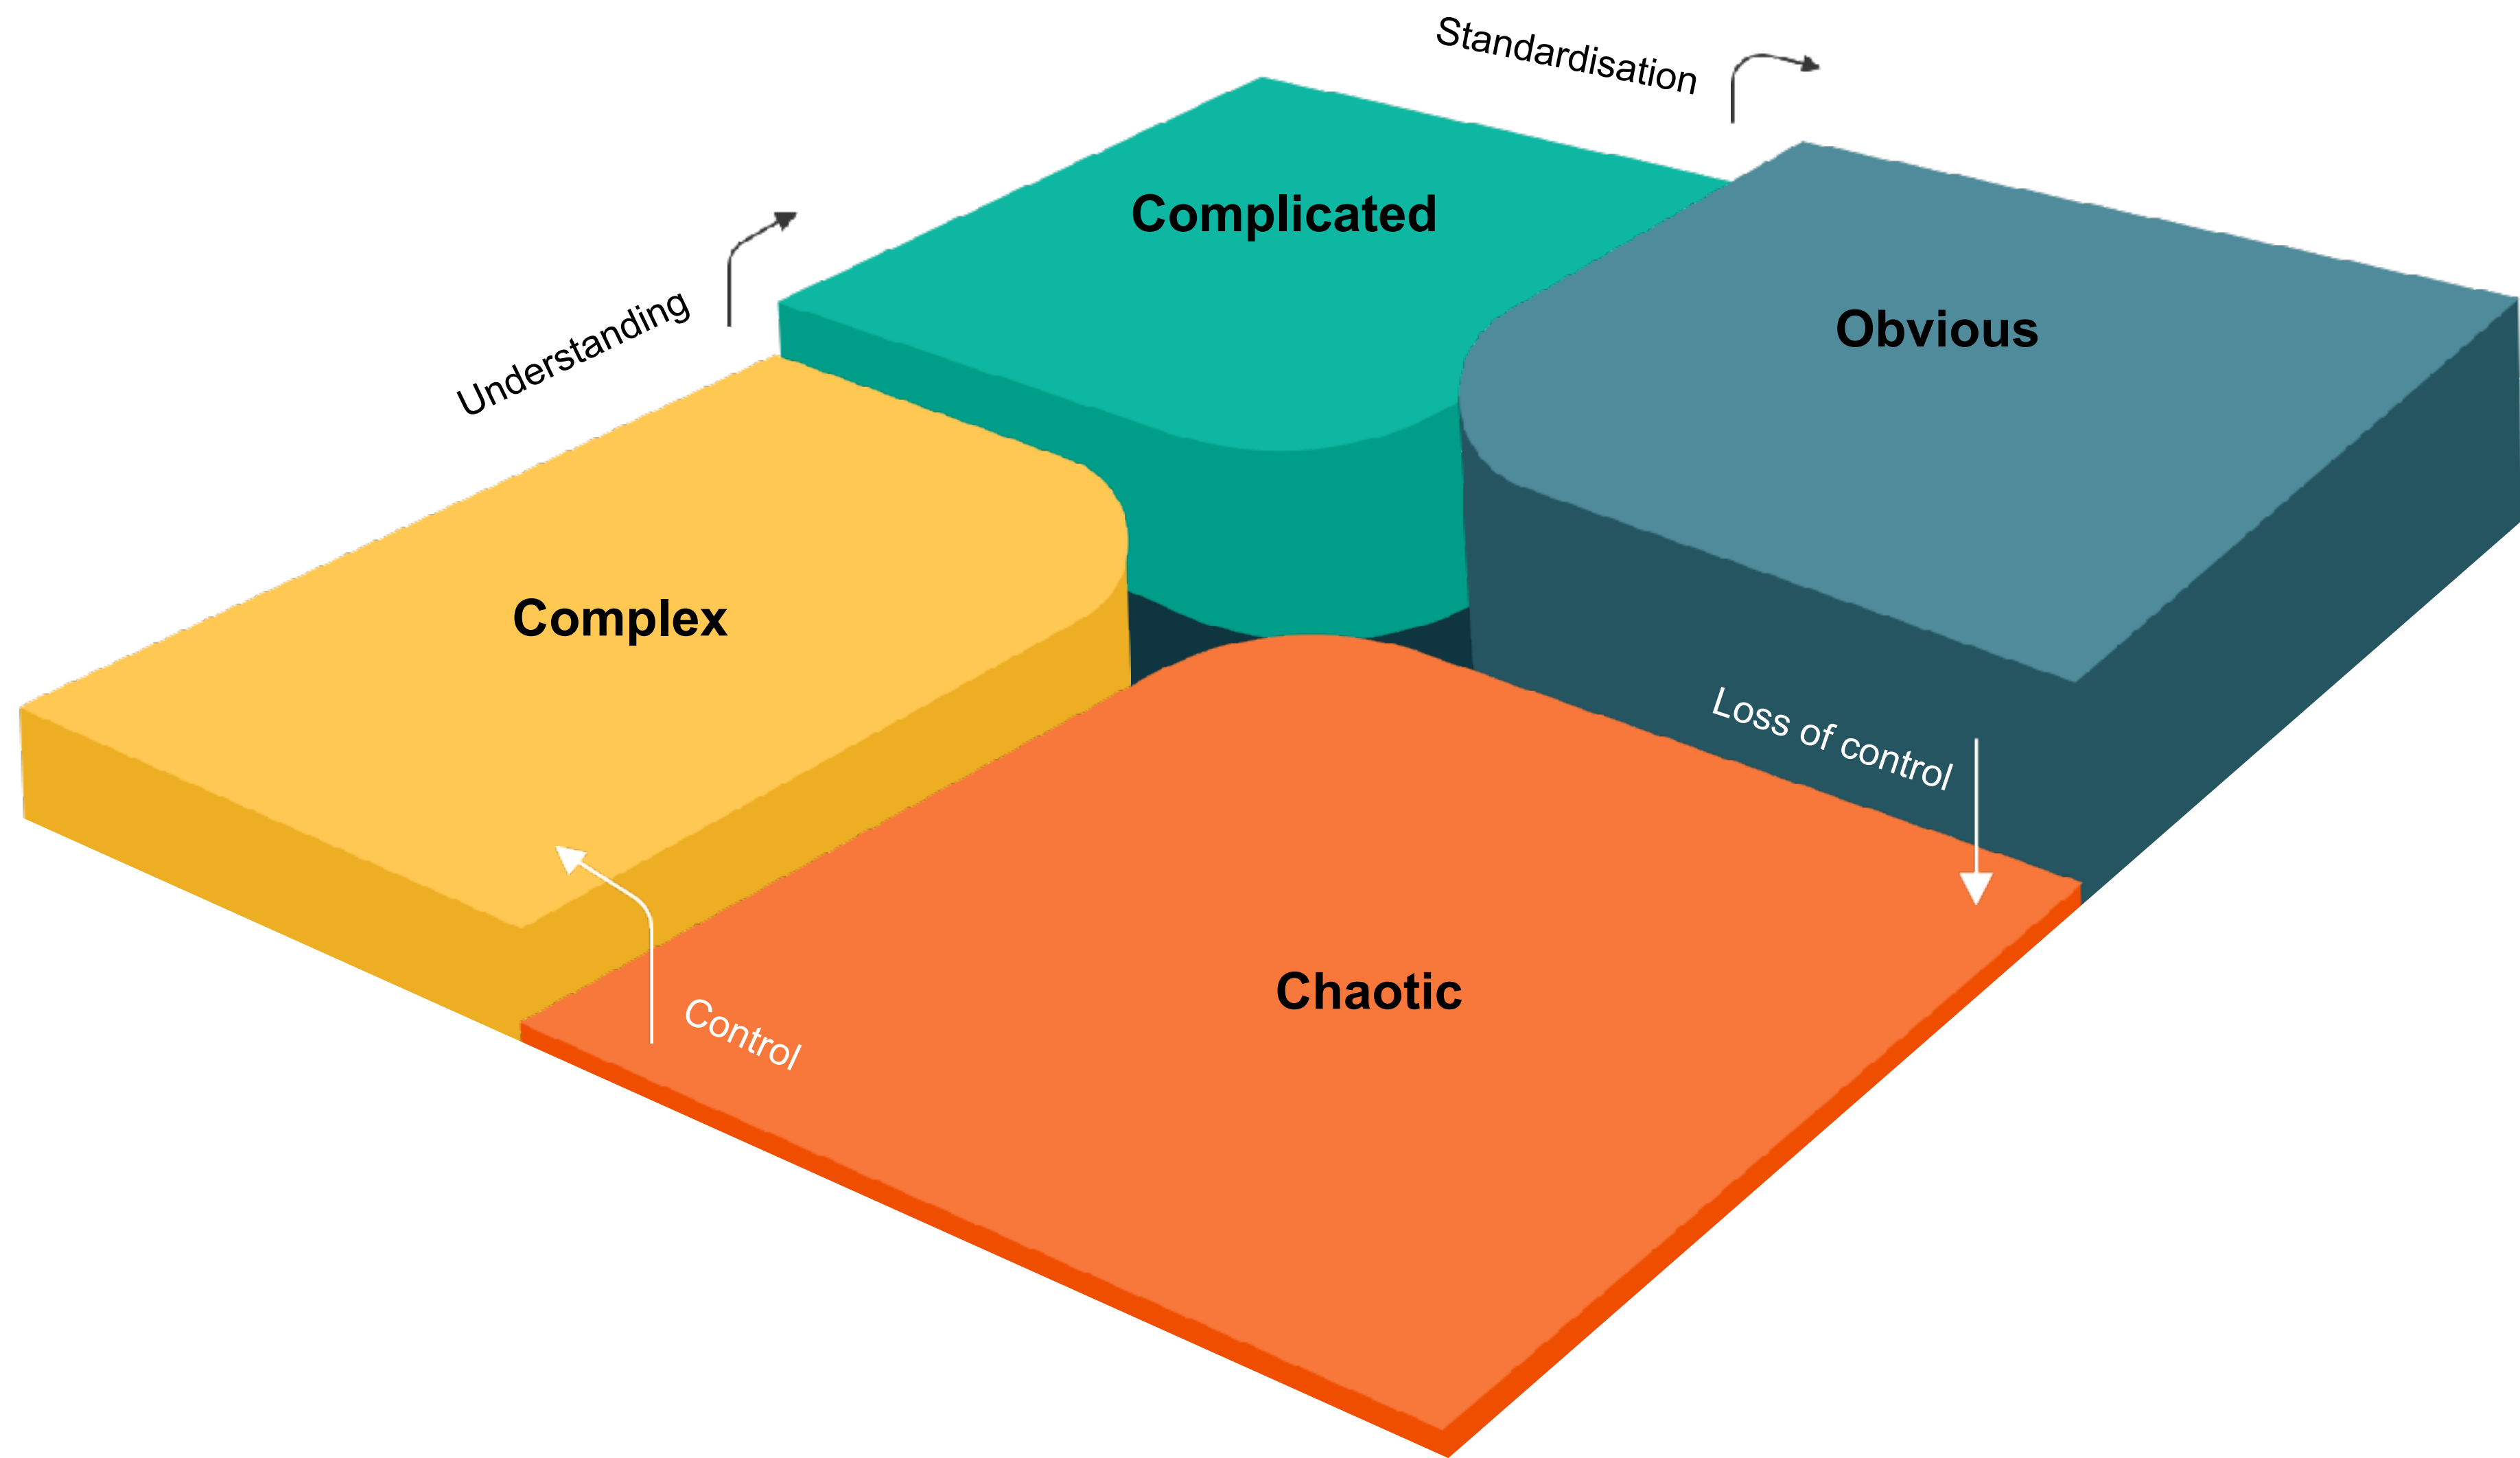 Standardisation
Complicated
Understanding
Obvious
Complex
Loss of control
Control
Chaotic